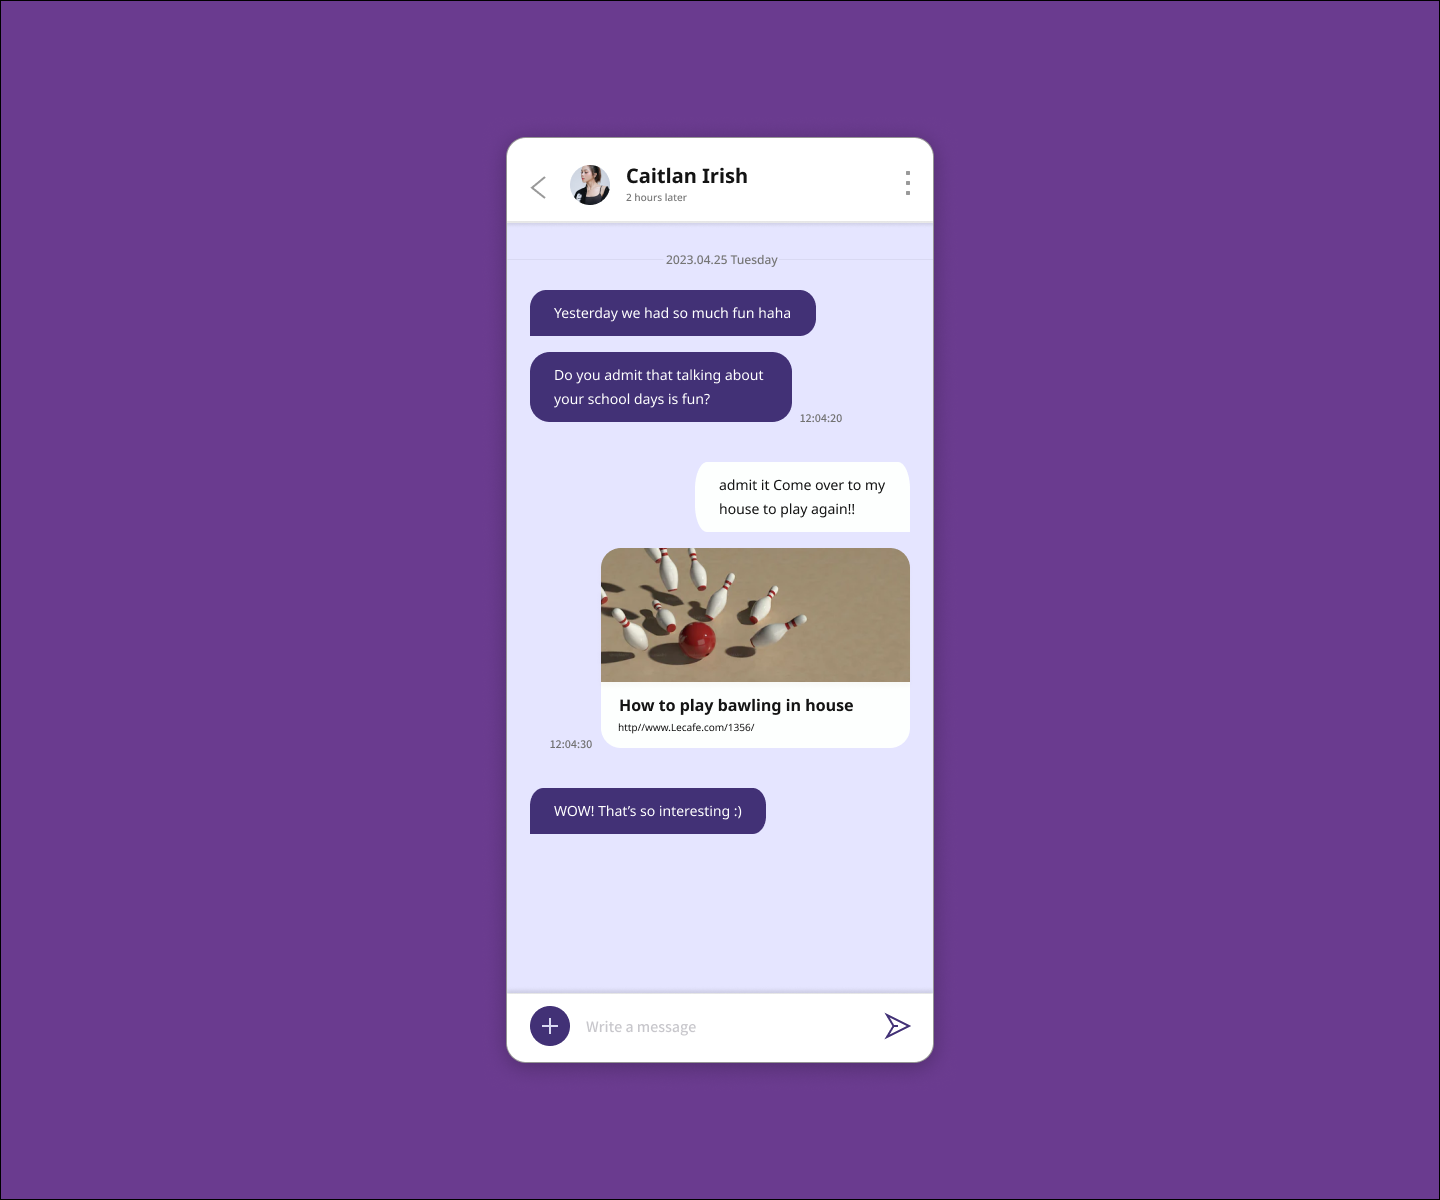 Caitlan Irish
2 hours later
2023.04.25 Tuesday
Yesterday we had so much fun haha
Do you admit that talking about
your school days is fun?
12:04:20
admit it Come over to my
house to play again!!
How to play bawling in house
http//www.Lecafe.com/1356/
12:04:30
WOW! That’s so interesting :)
Write a message